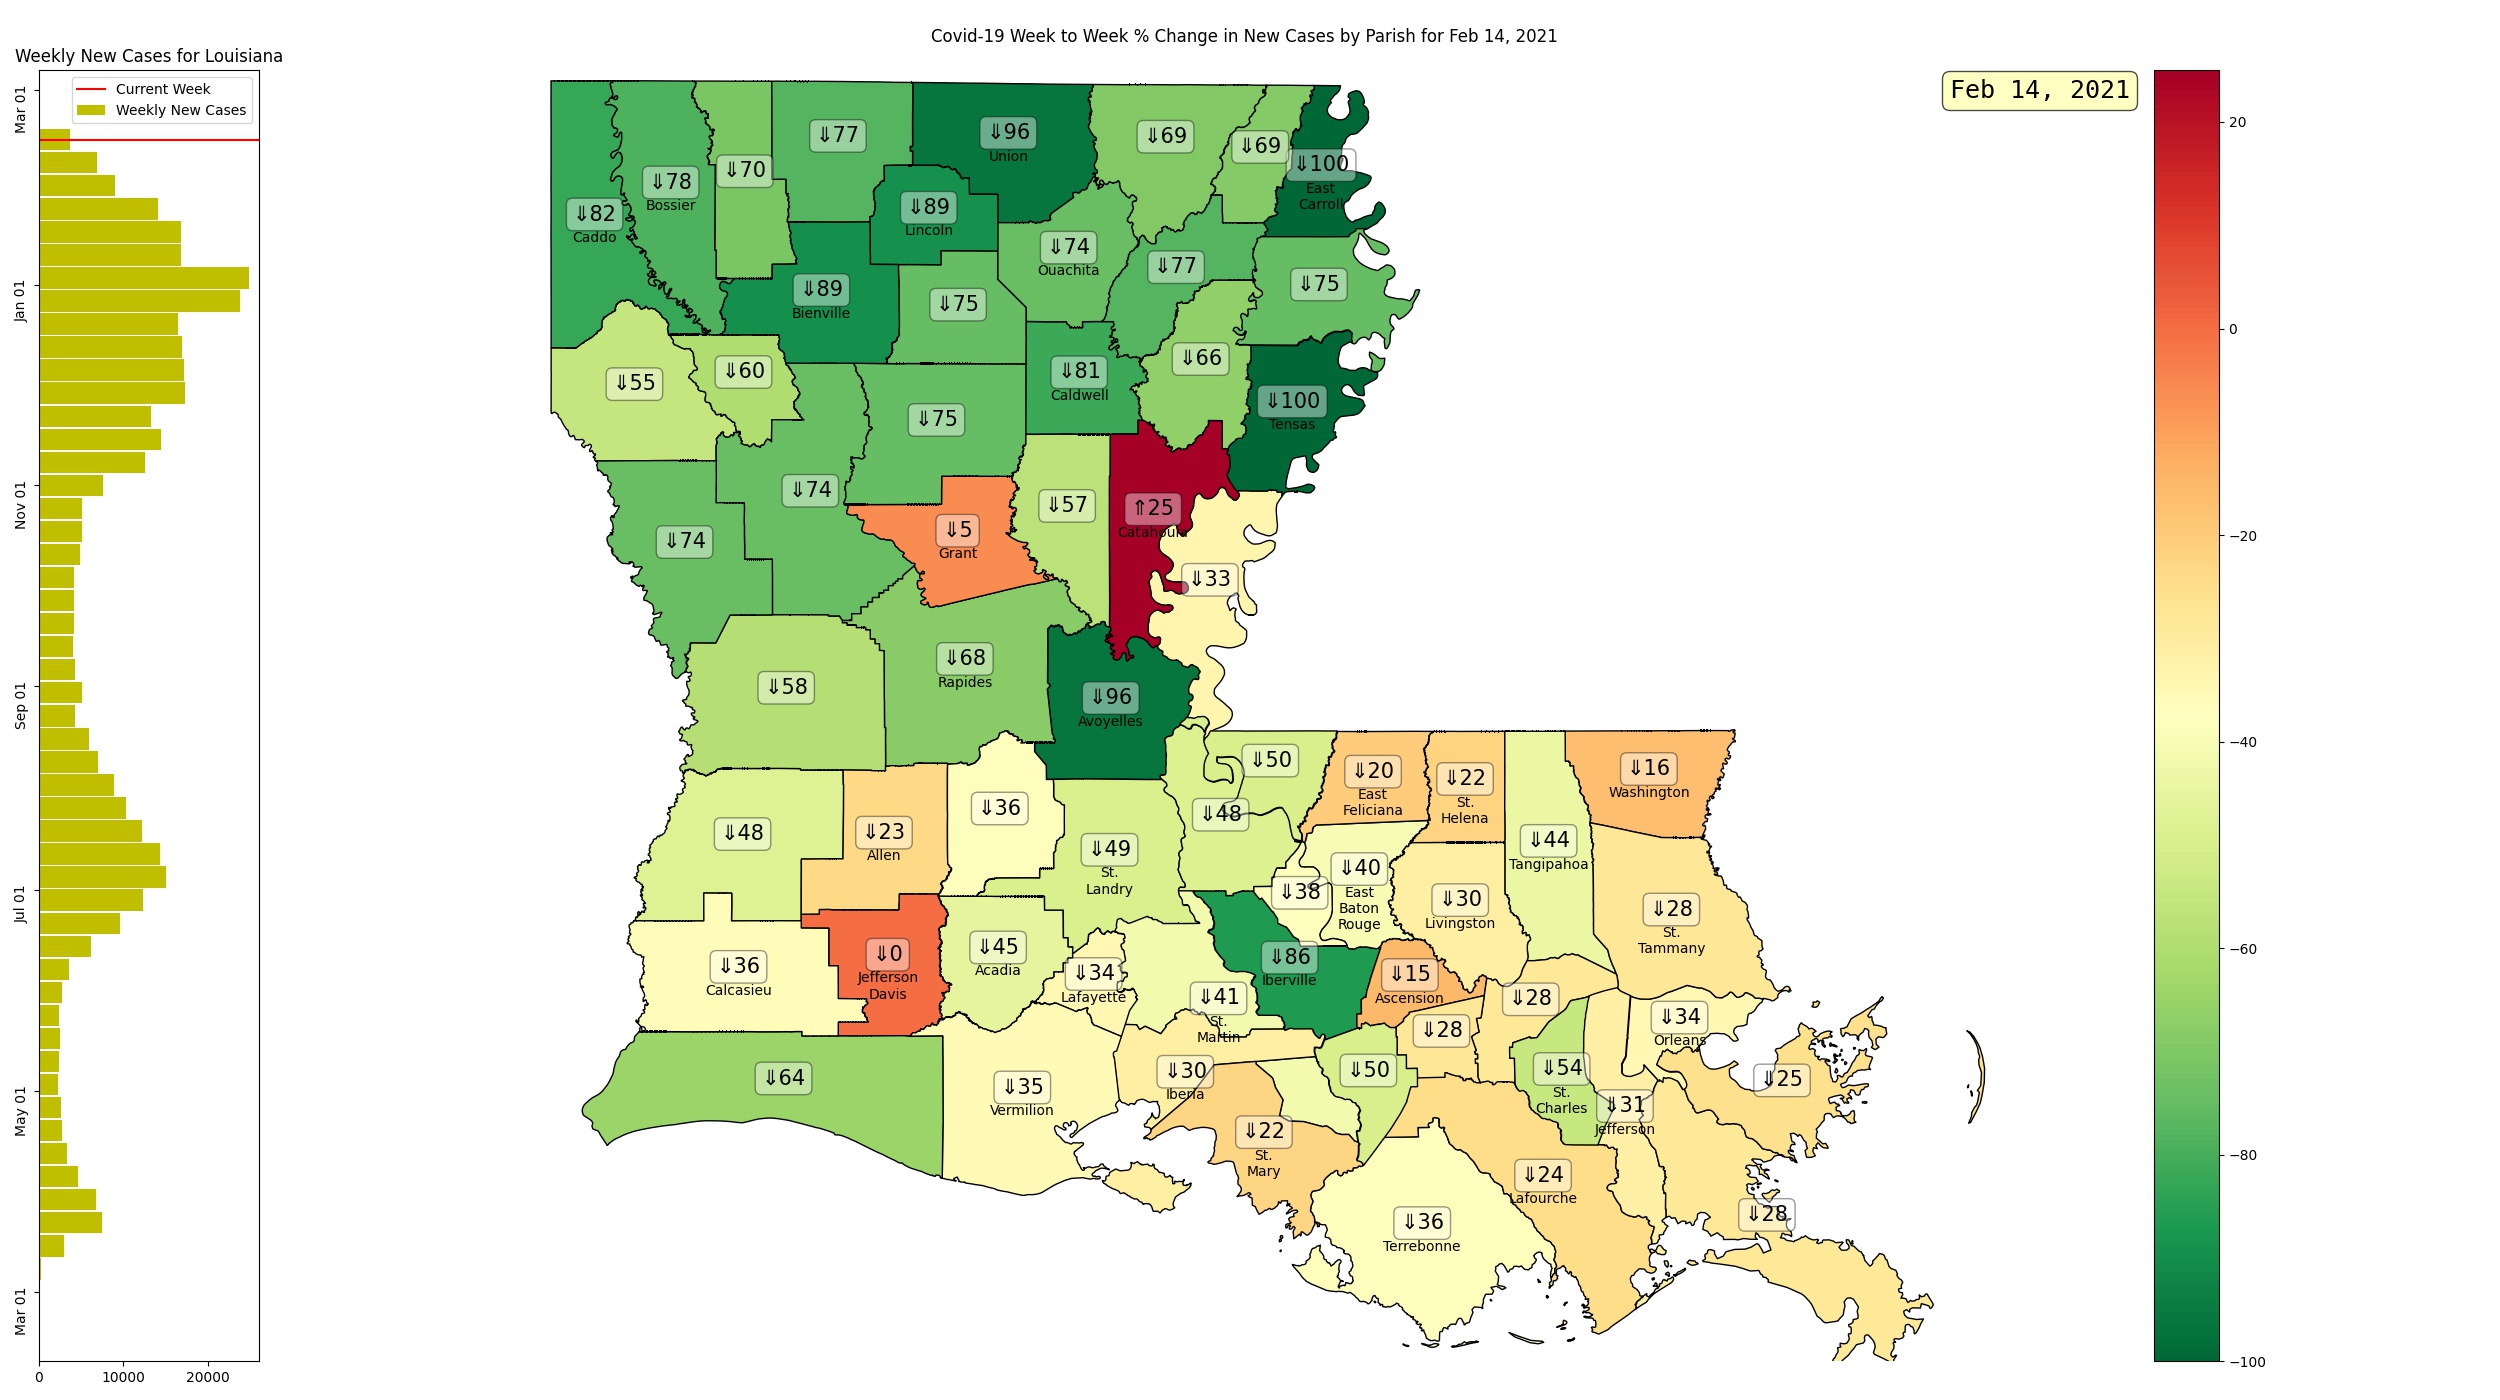 Covid-19 Week to Week % Change in New Cases by Parish for Feb 14, 2021
Weekly New Cases for Louisiana
Current Week
Weekly New Cases
Mar 01
Jan 01
Nov 01
Sep 01
Jul 01
May 01
Mar 01
0 10000 20000
Feb 14, 2021
20
0
−20
−40
−60
−80
−100
⇓82
Caddo
⇓78
Bossier
⇓70
⇓77
⇓96
Union
⇓69
⇓69
⇓100
East
Carroll
⇓89
Lincoln
⇓74
Ouachita
⇓77
⇓75
⇓89
Bienville
⇓75
⇓55
⇓60
⇓81
Caldwell
⇓66
⇓100
Tensas
⇓75
⇓74
⇓74
⇓5
Grant
⇓57
⇑25
Catahoula
⇓33
⇓58
⇓68
Rapides
⇓96
Avoyelles
⇓48
⇓23
Allen
⇓36
⇓49
St.
Landry
⇓48
⇓50
⇓20
East
Feliciana
⇓22
St.
Helena
⇓44
Tangipahoa
⇓16
Washington
⇓38
⇓40
East
Baton
Rouge
⇓30
Livingston
⇓28
St.
Tammany
⇓36
Calcasieu
⇓0
Jefferson
Davis
⇓45
Acadia
⇓34
Lafayette
⇓41
St.
Martin
⇓86
Iberville
⇓15
Ascension
⇓28
⇓28
⇓34
Orleans
⇓64
⇓35
Vermilion
⇓30
Iberia
⇓50
⇓54
St.
Charles
⇓31
Jefferson
⇓25
⇓22
St.
Mary
⇓24
Lafourche
⇓36
Terrebonne
⇓28